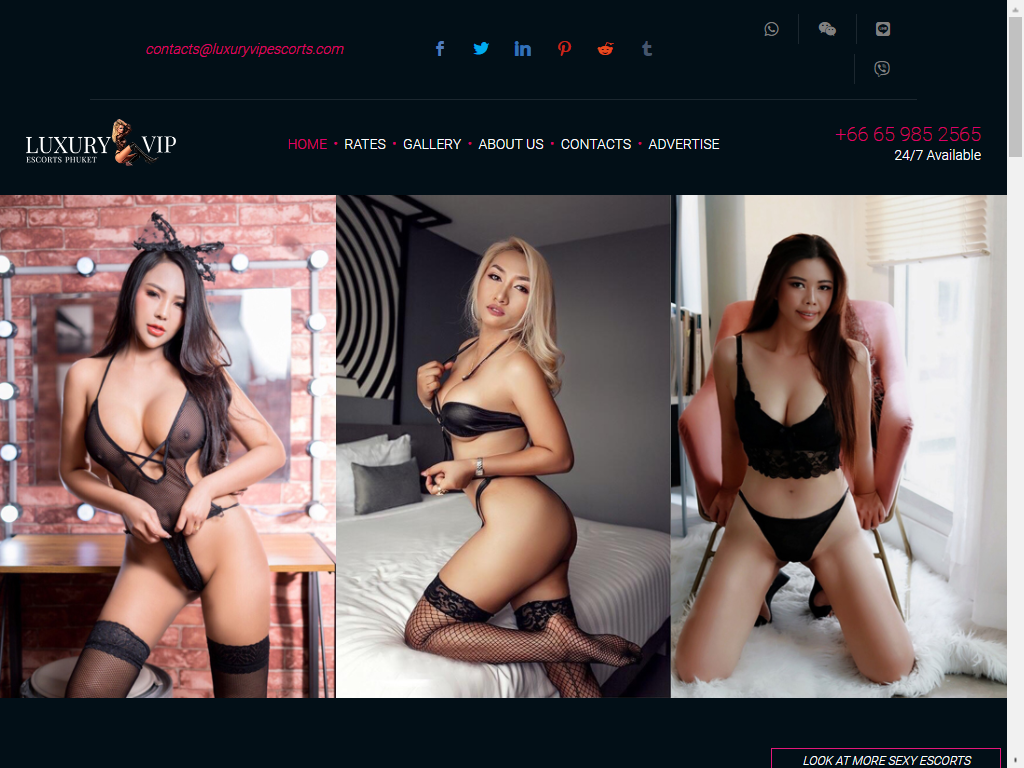 contacts@luxuryvipescorts.com
LUXURY VIP
ESCORTS PHUKET
HOME • RATES • GALLERY • ABOUT US • CONTACTS • ADVERTISE
+66 65 985 2565
24/7 Available
LOOK AT MORE SEXY ESCORTS